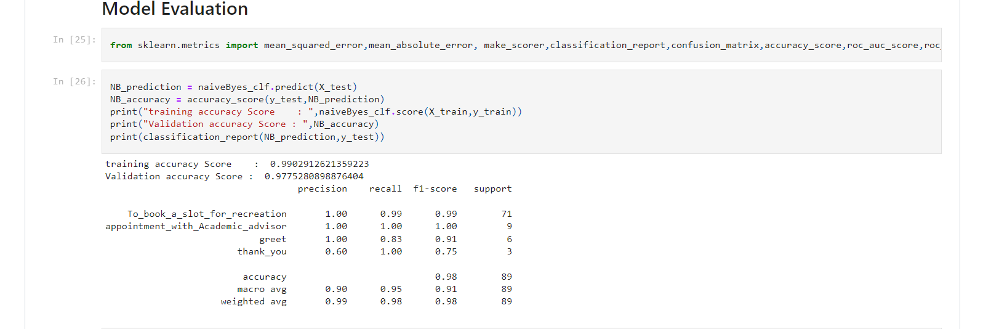 Model Evaluation
In [25]:
from sklearn.metrics import mean_squared_error,mean_absolute_error, make_scorer,classification_report,confusion_matrix,accuracy_score,roc_auc_score,roc_
In [26]:
NB_prediction = naiveByes_clf.predict(X_test)
NB_accuracy = accuracy_score(y_test,NB_prediction)
print("training accuracy Score    : ",naiveByes_clf.score(X_train,y_train))
print("Validation accuracy Score : ",NB_accuracy)
print(classification_report(NB_prediction,y_test))
training accuracy Score    :  0.9902912621359223
Validation accuracy Score :  0.9775280898876404
precision    recall  f1-score   support
To_book_a_slot_for_recreation       1.00      0.99      0.99        71
appointment_with_Academic_advisor       1.00      1.00      1.00         9
greet       1.00      0.83      0.91         6
thank_you       0.60      1.00      0.75         3
accuracy                           0.98        89
macro avg       0.90      0.95      0.91        89
weighted avg       0.99      0.98      0.98        89